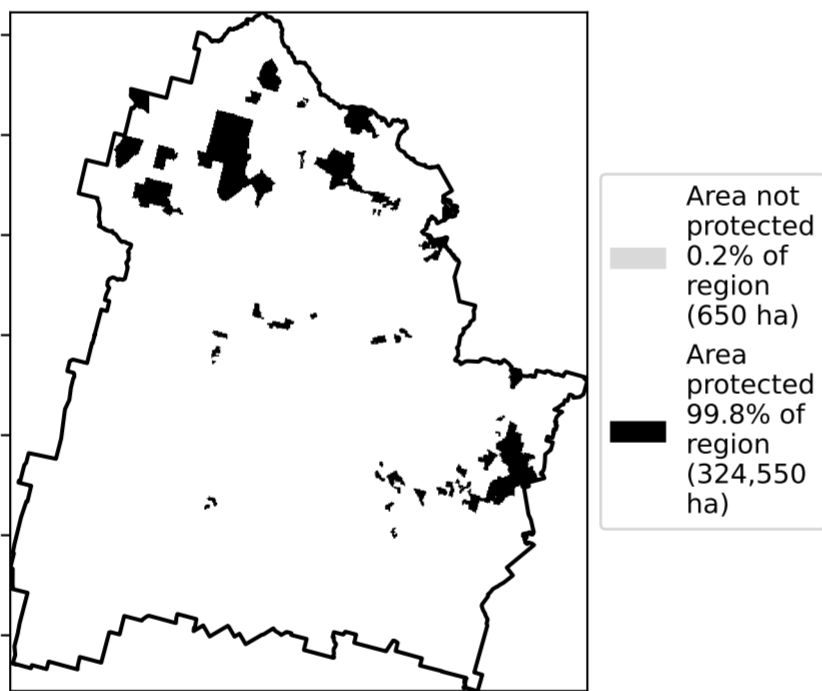 Area not
protected
0.2% of
region
(650 ha)
Area
protected
99.8% of
region
(324,550
ha)